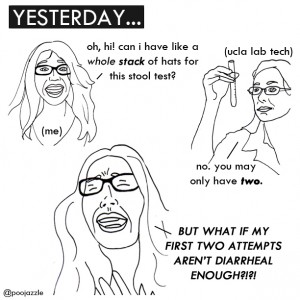 YESTERDAY...
oh, hi! can i have like a
whole stack of hats for
this stool test?
(me)
(ucla lab tech)
no. you may
only have two.
BUT WHAT IF MY
FIRST TWO ATTEMPTS
AREN'T DIARRHEAL
ENOUGH?!?!
@poojazzle